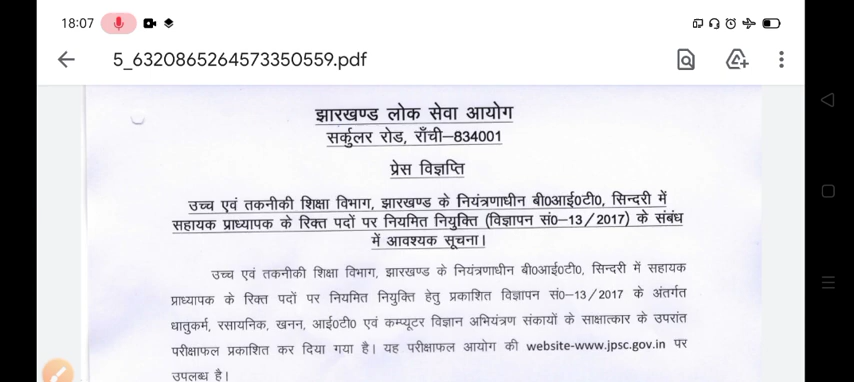 18:07
5_6320865264573350559.pdf
झारखण्ड लोक सेवा आयोग
सर्कुलर रोड, राँची–834001
प्रेस विज्ञप्ति
उच्च एवं तकनीकी शिक्षा विभाग, झारखण्ड के नियंत्रणाधीन बी0आई0टी0, सिन्दरी में
सहायक प्राध्यापक के रिक्त पदों पर नियमित नियुक्ति (विज्ञापन सं0–13/2017) के संबंध
में आवश्यक सूचना।
उच्च एवं तकनीकी शिक्षा विभाग, झारखण्ड के नियंत्रणाधीन बी0आई0टी0, सिन्दरी में सहायक
प्राध्यापक के रिक्त पदों पर नियमित नियुक्ति हेतु प्रकाशित विज्ञापन सं0–13/2017 के अंतर्गत
धातुकर्म, रसायनिक, खनन, आई0टी0 एवं कम्प्यूटर विज्ञान अभियंत्रण संकायों के साक्षात्कार के उपरांत
परीक्षाफल प्रकाशित कर दिया गया है। यह परीक्षाफल आयोग की website-www.jpsc.gov.in पर
उपलब्ध है।